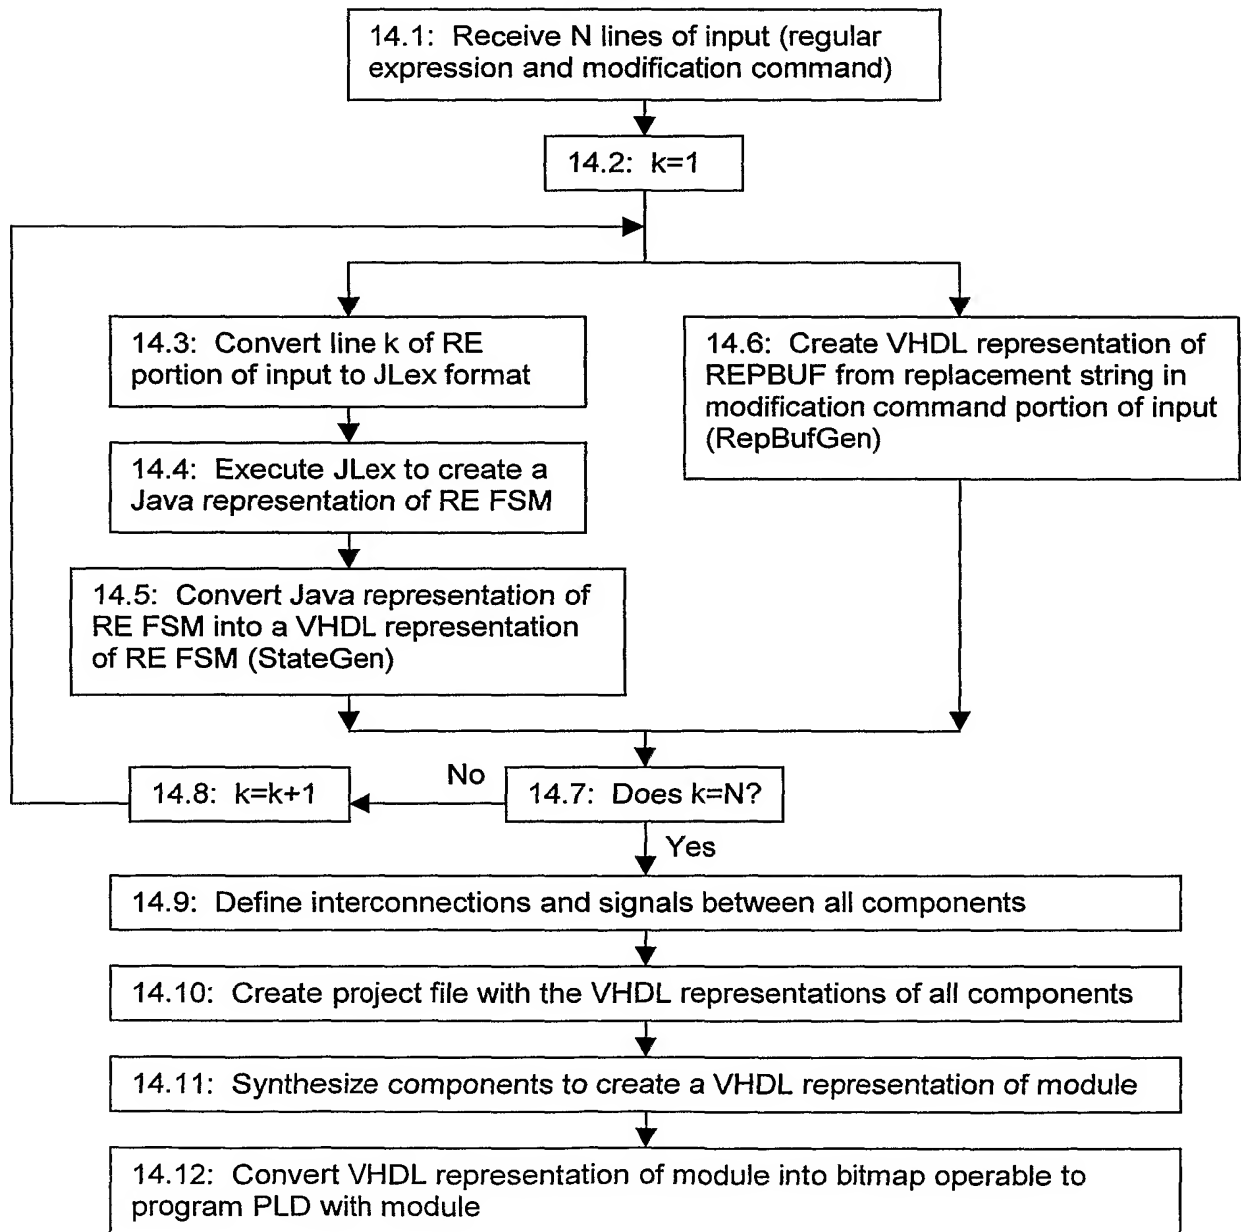 14.1: Receive N lines of input (regular
expression and modification command)
14.2: k=1
14.3: Convert line k of RE
portion of input to JLex format
14.4: Execute JLex to create a
Java representation of RE FSM
14.5: Convert Java representation of
RE FSM into a VHDL representation
of RE FSM (StateGen)
14.6: Create VHDL representation of
REPBUF from replacement string in
modification command portion of input
(RepBufGen)
14.7: Does k=N?
No
14.8: k=k+1
Yes
14.9: Define interconnections and signals between all components
14.10: Create project file with the VHDL representations of all components
14.11: Synthesize components to create a VHDL representation of module
14.12: Convert VHDL representation of module into bitmap operable to
program PLD with module